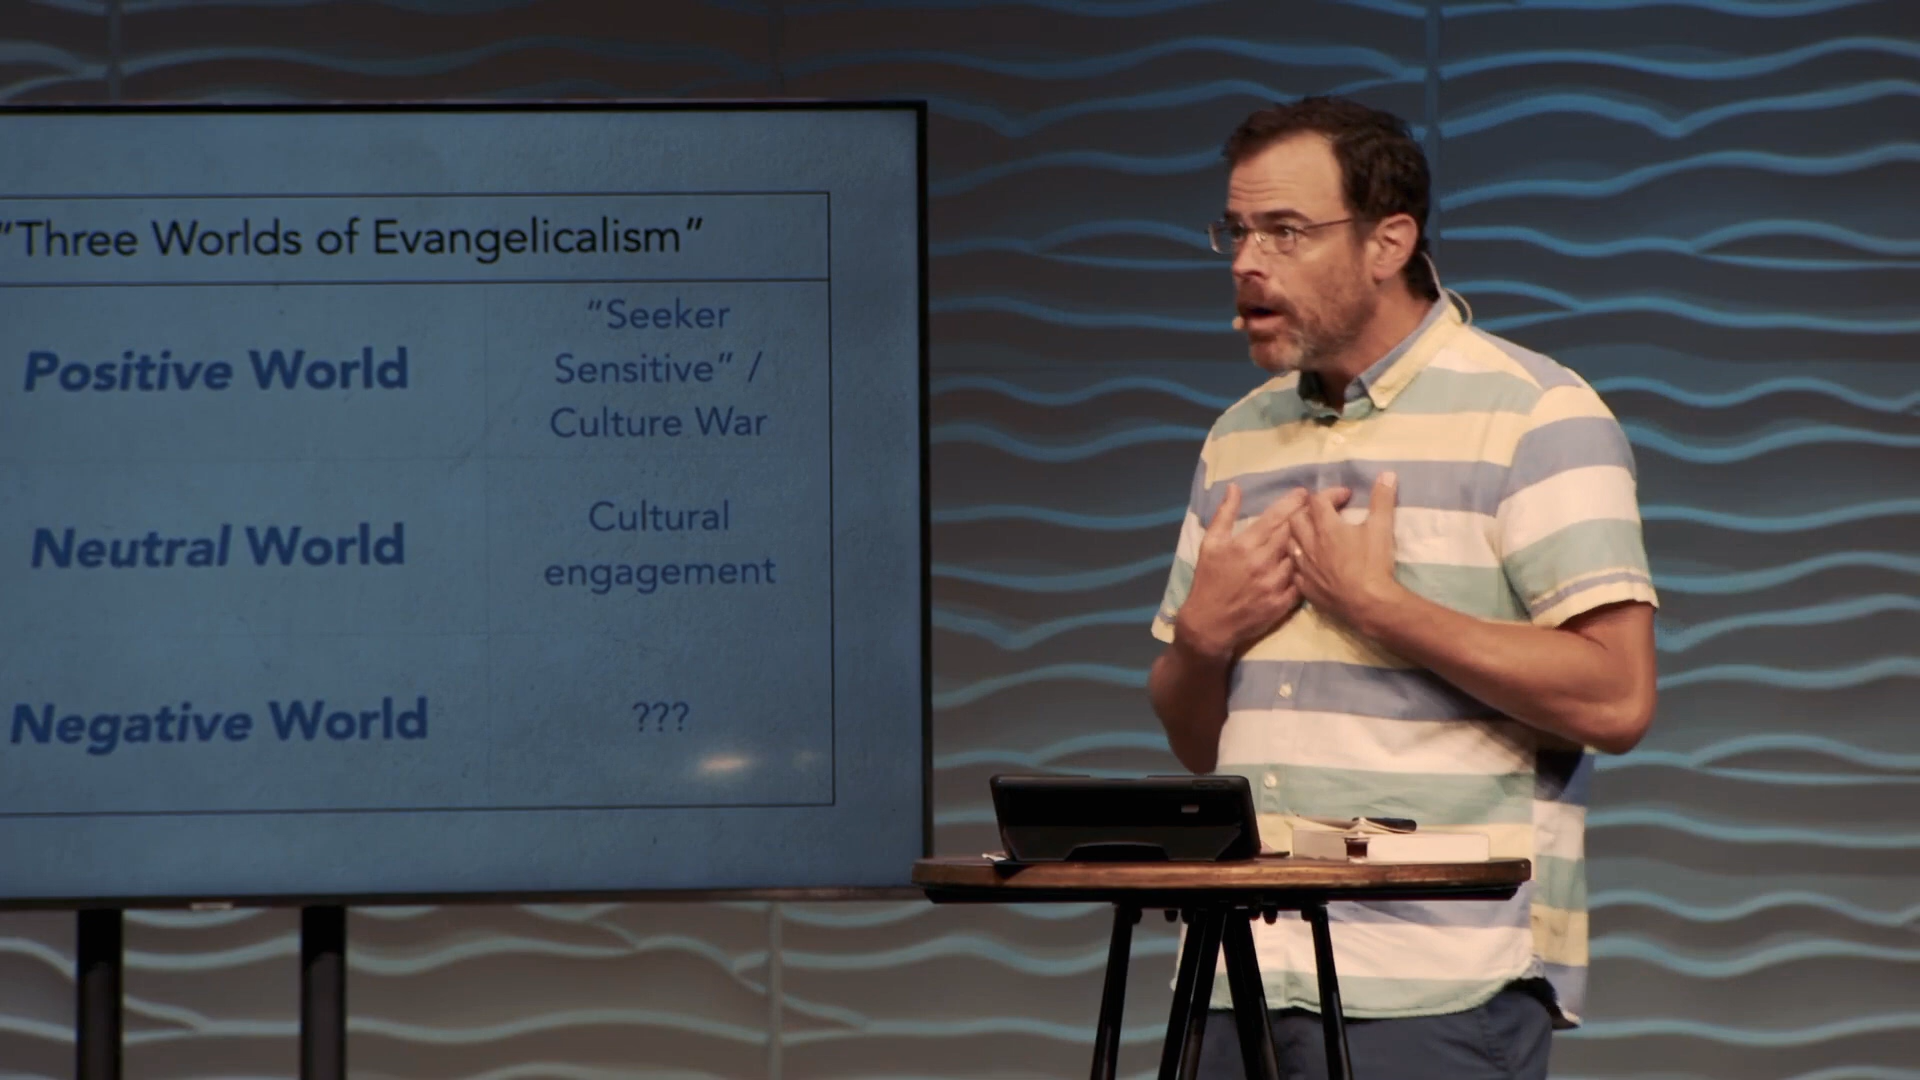 “Three Worlds of Evangelicalism”
Positive World
“Seeker
Sensitive” /
Culture War
Neutral World
Cultural
engagement
Negative World
???